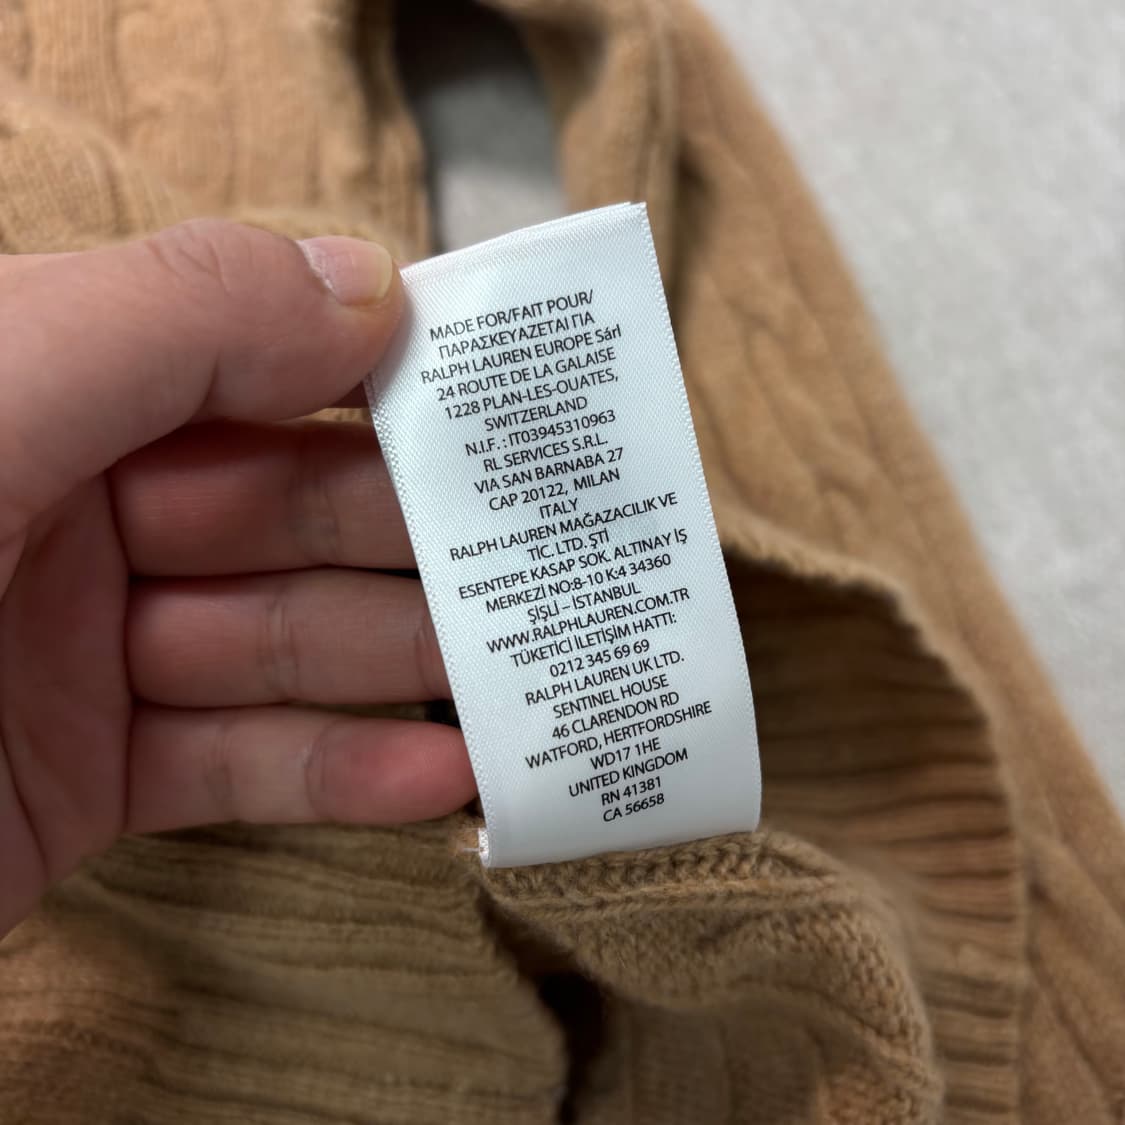 MADE FOR/FAIT POUR/
ΠΑΡΑΣΚΕΥΑΖΕΤΑΙ ΓΙΑ
RALPH LAUREN EUROPE Sárl
24 ROUTE DE LA GALAISE
1228 PLAN-LES-OUATES,
SWITZERLAND
N.I.F. : IT03945310963
RL SERVICES S.R.L.
VIA SAN BARNABA 27
CAP 20122, MILAN
ITALY
RALPH LAUREN MAĞAZACILIK VE
TİC. LTD. ŞTİ
ESENTEPE KASAP SOK. ALTINAY İŞ
MERKEZİ NO:8-10 K:4 34360
ŞİŞLİ – İSTANBUL
WWW.RALPHLAUREN.COM.TR
TÜKETİCİ İLETİŞİM HATTI:
0212 345 69 69
RALPH LAUREN UK LTD.
SENTINEL HOUSE
46 CLARENDON RD
WATFORD, HERTFORDSHIRE
WD17 1HE
UNITED KINGDOM
RN 41381
CA 56658